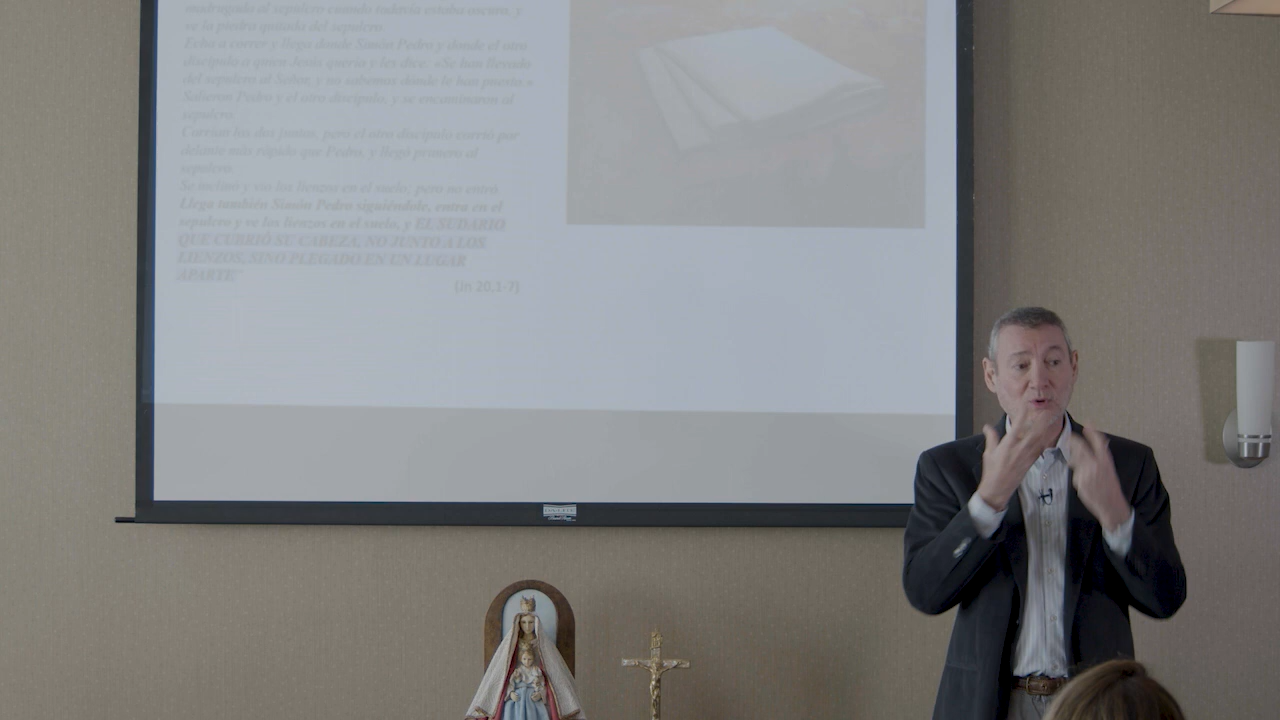 madrugada al sepulcro cuando todavía estaba oscuro, y
ve la piedra quitada del sepulcro.
Echa a correr y llega donde Simón Pedro y donde el otro
discípulo a quien Jesús quería y les dice: «Se han llevado
del sepulcro al Señor, y no sabemos dónde le han puesto.»
Salieron Pedro y el otro discípulo, y se encaminaron al
sepulcro.
Corrían los dos juntos, pero el otro discípulo corrió por
delante más rápido que Pedro, y llegó primero al
sepulcro.
Se inclinó y vio los lienzos en el suelo; pero no entró.
Llega también Simón Pedro siguiéndole, entra en el
sepulcro y ve los lienzos en el suelo, y EL SUDARIO
QUE CUBRIÓ SU CABEZA, NO JUNTO A LOS
LIENZOS, SINO PLEGADO EN UN LUGAR
APARTE"
(Jn 20,1-7)